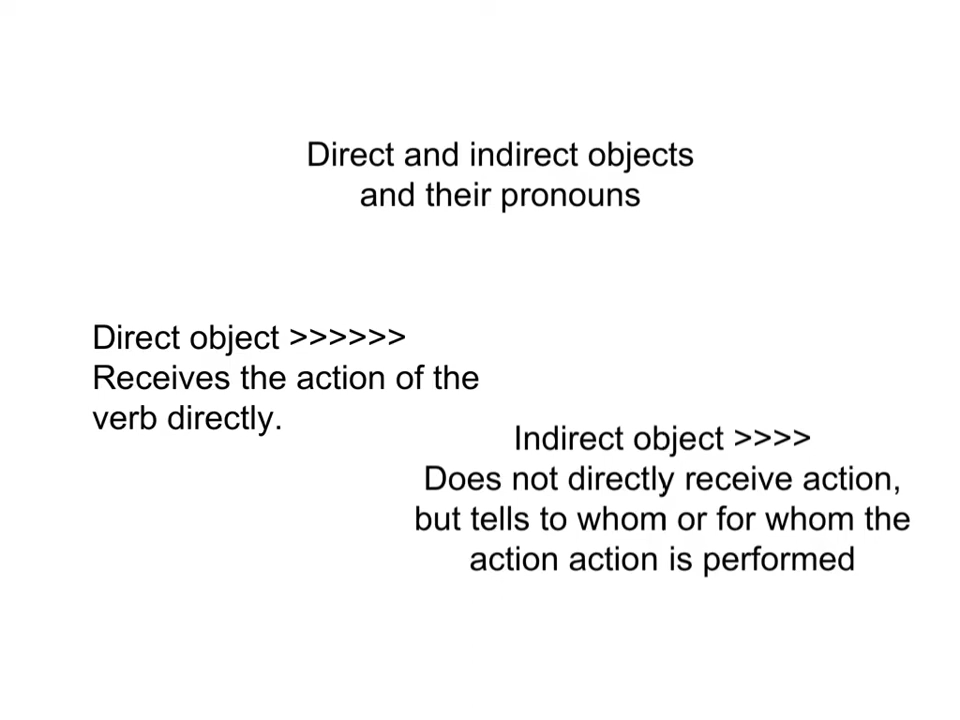 Direct and indirect objects
and their pronouns
Direct object >>>>>>
Receives the action of the
verb directly.
Indirect object >>>>
Does not directly receive action,
but tells to whom or for whom the
action action is performed